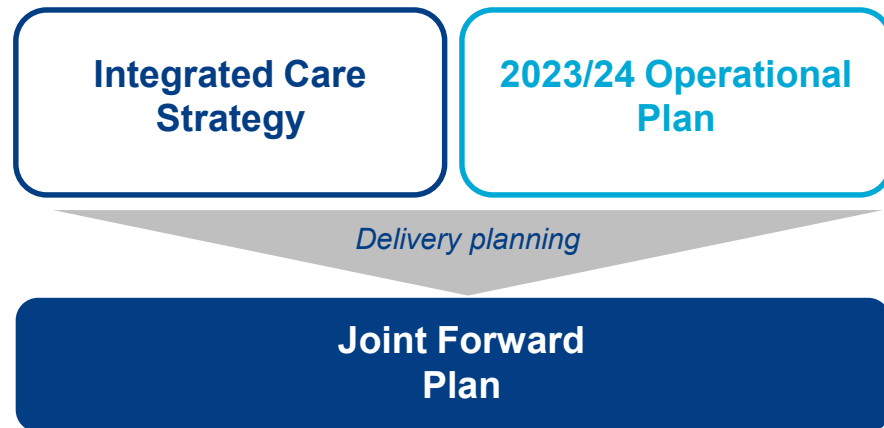 Integrated Care
Strategy
2023/24 Operational
Plan
Delivery planning
Joint Forward
Plan